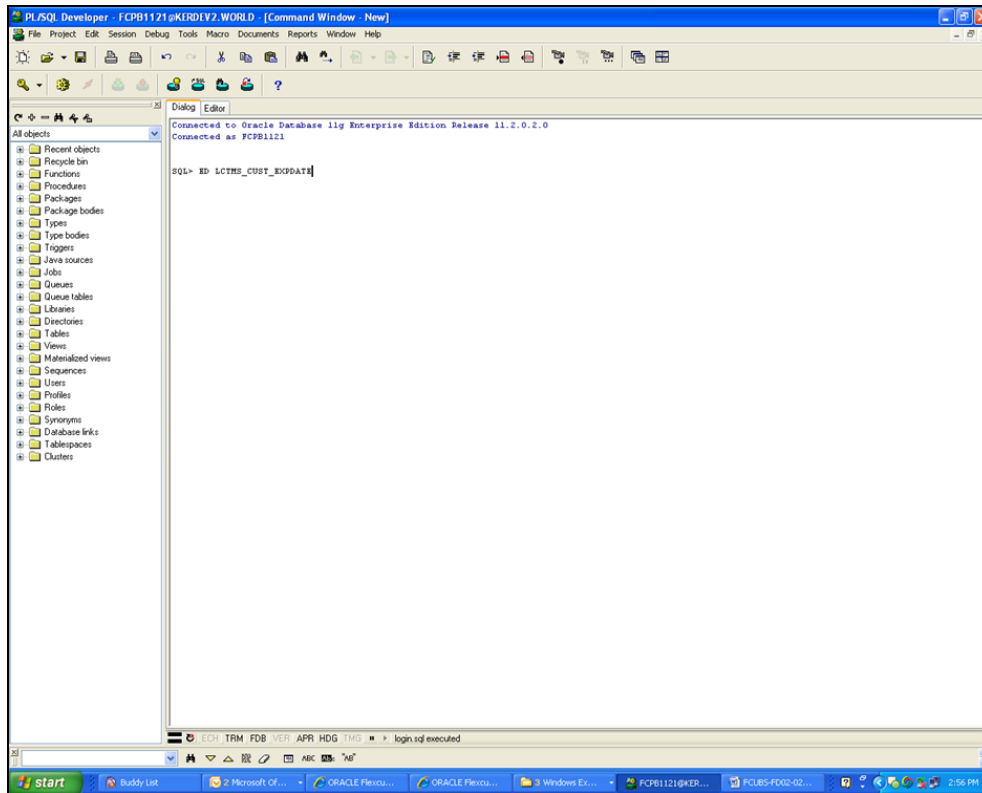 PL/SQL Developer - FCPB1121@KERDEV2.WORLD - [Command Window - New]
File Project Edit Session Debug Tools Macro Documents Reports Window Help
Dialog Editor
Connected to Oracle Database 11g Enterprise Edition Release 11.2.0.2.0
Connected as FCPB1121
SQL> ED LCTMS_CUST_EXPDATE
All objects
Recent objects
Recycle bin
Functions
Procedures
Packages
Package bodies
Types
Type bodies
Triggers
Java sources
Jobs
Queues
Queue tables
Libraries
Directories
Tables
Views
Materialized views
Sequences
Users
Profiles
Roles
Synonyms
Database links
Tablespaces
Clusters
ECH TRM FDB VER APR HDG TMG login.sql executed
ABC "AB"
start Buddy List 2 Microsoft Of... ORACLE Flexcu... ORACLE Flexcu... 3 Windows Ex... FCPB1121@KER... FCUBS-FD02-02... 2:56 PM